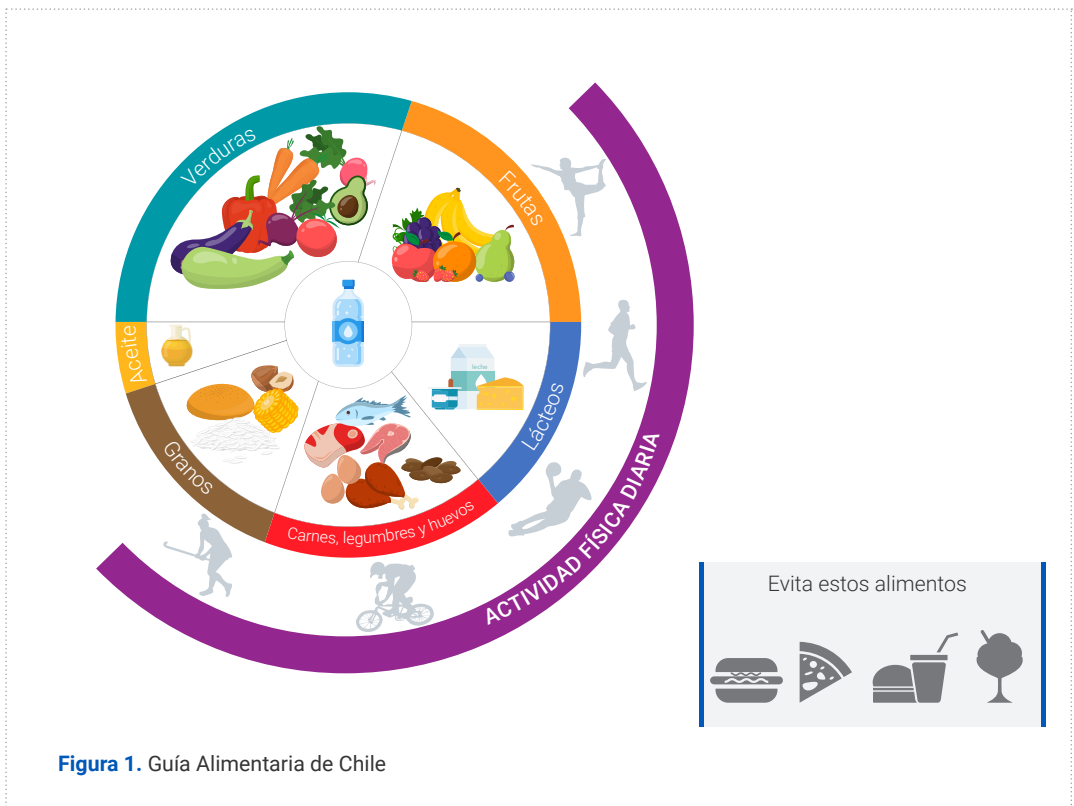 Verduras
Frutas
Aceite
leche
Lácteos
Granos
Carnes, legumbres y huevos
ACTIVIDAD FÍSICA DIARIA
Evita estos alimentos
Figura 1. Guía Alimentaria de Chile